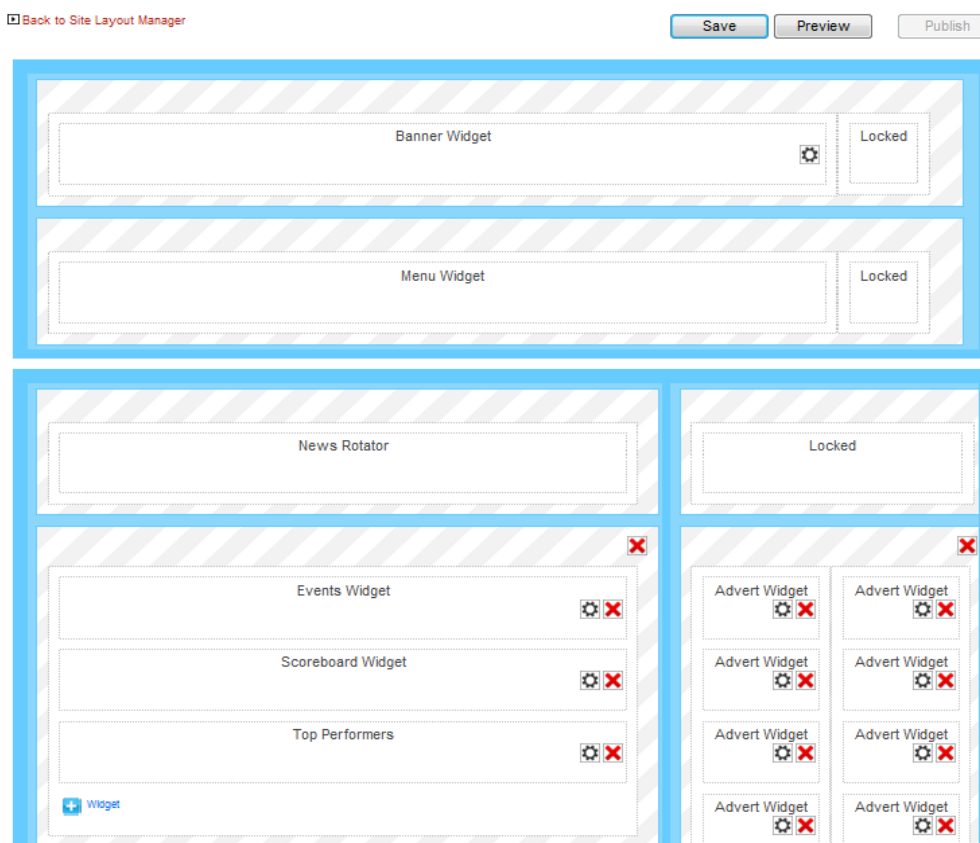 Back to Site Layout Manager
Save Preview Publish
Banner Widget Locked
Menu Widget Locked
News Rotator Locked
Events Widget Advert Widget Advert Widget
Scoreboard Widget Advert Widget Advert Widget
Top Performers Advert Widget Advert Widget
Widget Advert Widget Advert Widget